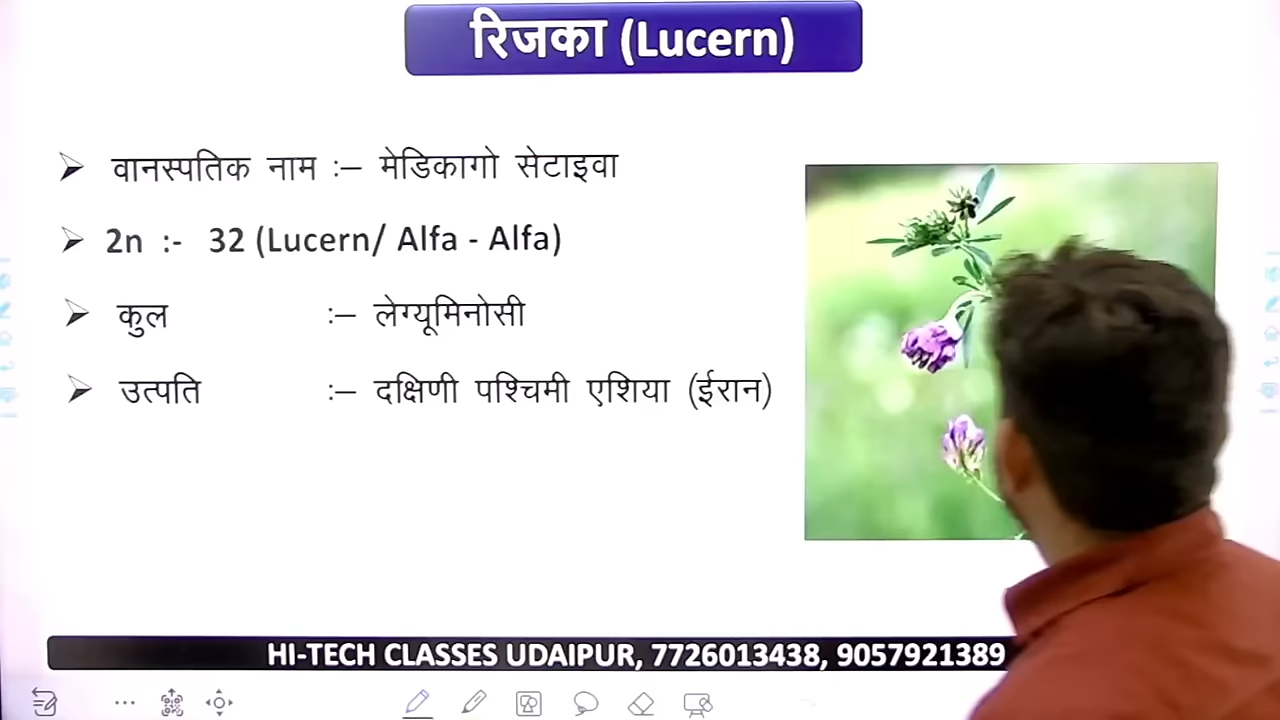 रिजका (Lucern)
वानस्पतिक नाम :– मेडिकागो सेटाइवा
2n :- 32 (Lucern/ Alfa - Alfa)
कुल :– लेग्यूमिनोसी
उत्पति :– दक्षिणी पश्चिमी एशिया (ईरान)
HI-TECH CLASSES UDAIPUR, 7726013438, 9057921389